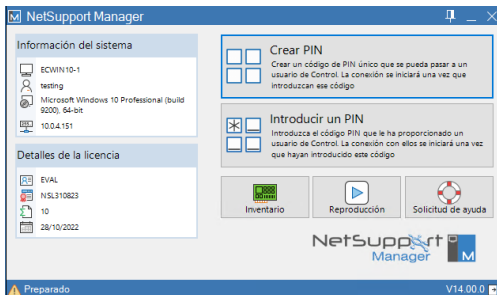 NetSupport Manager
Información del sistema
ECWIN10-1
testing
Microsoft Windows 10 Professional (build
9200), 64-bit
10.0.4.151
Detalles de la licencia
EVAL
NSL310823
10
28/10/2022
Crear PIN
Crear un código de PIN único que se pueda pasar a un
usuario de Control. La conexión se iniciará una vez que
introduzcan ese código
Introducir un PIN
Introduzca el código PIN que le ha proporcionado un
usuario de Control. La conexión con ellos se iniciará una vez
que hayan introducido este código
Inventario
Reproducción
Solicitud de ayuda
NetSupport
Manager
Preparado
V14.00.0